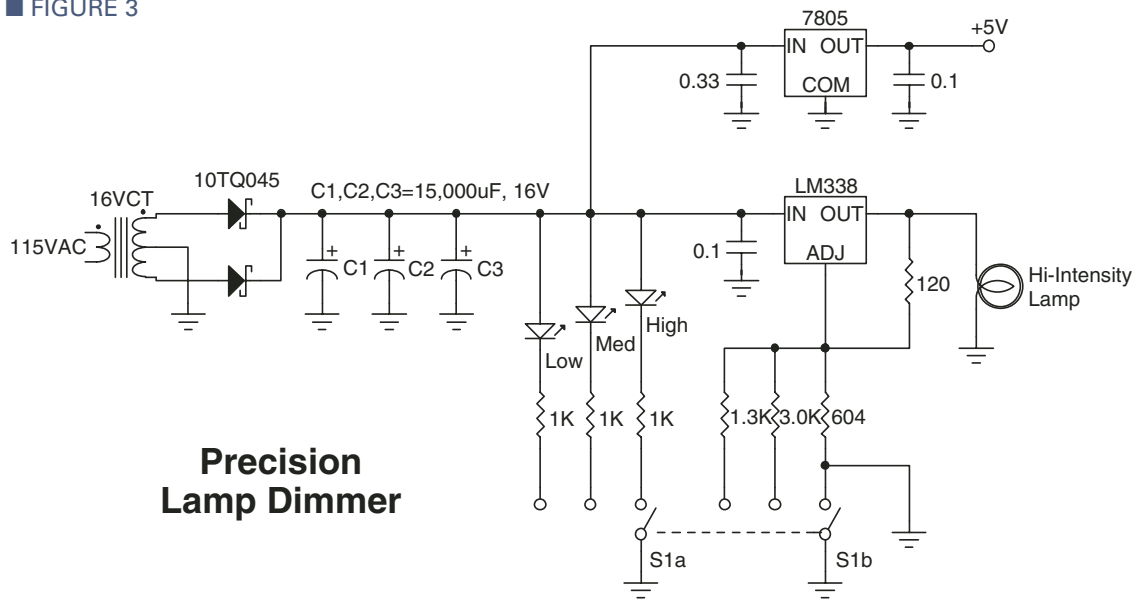 ■ FIGURE 3
7805
+5V
IN OUT
0.33
COM
0.1
10TQ045
16VCT
C1,C2,C3=15,000uF, 16V
LM338
115VAC
IN OUT
+
C1
+
C2
+
C3
0.1
ADJ
120
Hi-Intensity
Lamp
High
Med
Low
1K
1K
1K
1.3K
3.0K
604
Precision
Lamp Dimmer
S1a
S1b